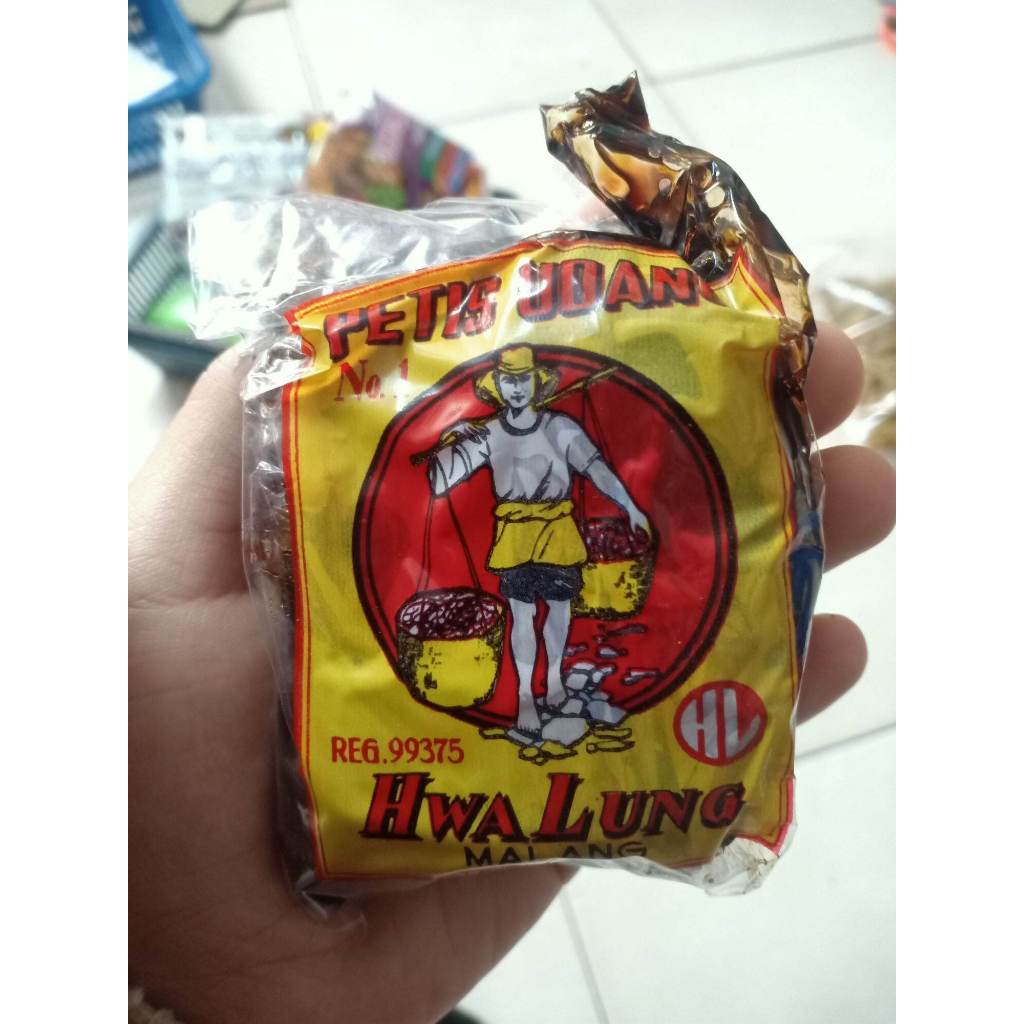 PETIS UDANG
No. 1
REG. 99375
HL
HWA LUNG
MALANG